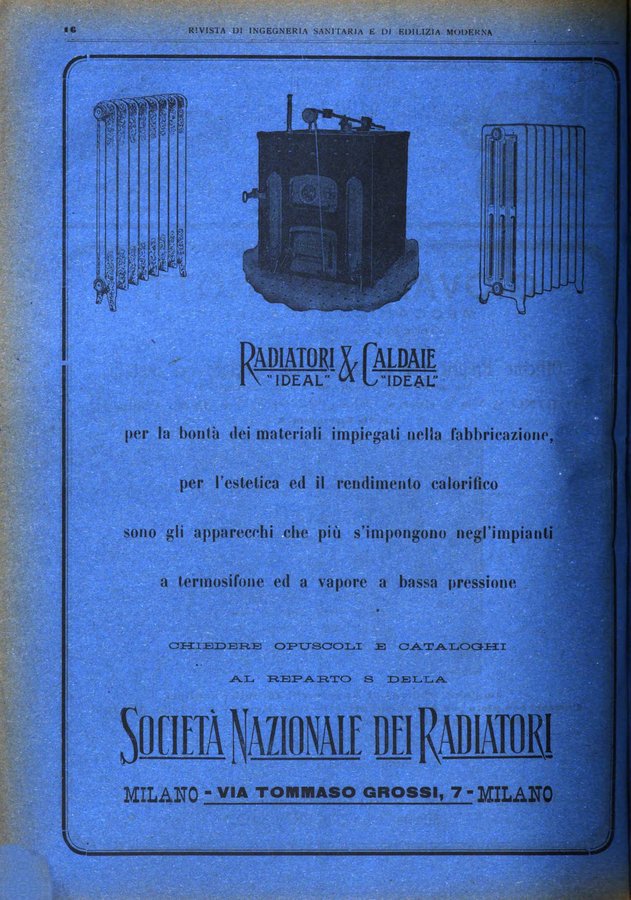 16
RIVISTA DI INGEGNERIA SANITARIA E DI EDILIZIA MODERNA
RADIATORI & CALDAIE
"IDEAL" "IDEAL"
per la bontà dei materiali impiegati nella fabbricazione,
per l'estetica ed il rendimento calorifico
sono gli apparecchi che più s'impongono negl'impianti
a termosifone ed a vapore a bassa pressione
CHIEDERE OPUSCOLI E CATALOGHI
AL REPARTO S DELLA
SOCIETÀ NAZIONALE DEI RADIATORI
MILANO - VIA TOMMASO GROSSI, 7 - MILANO